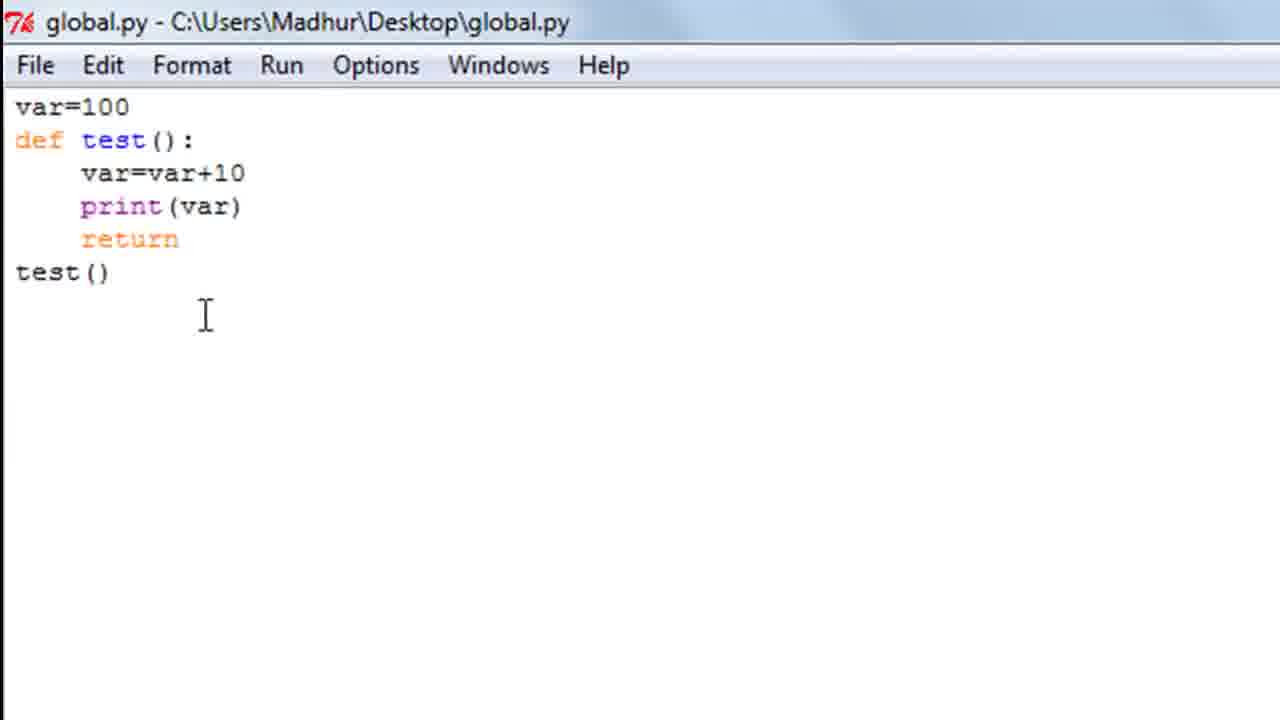 global.py - C:\Users\Madhur\Desktop\global.py
File Edit Format Run Options Windows Help
var=100
def test():
    var=var+10
    print(var)
    return
test()